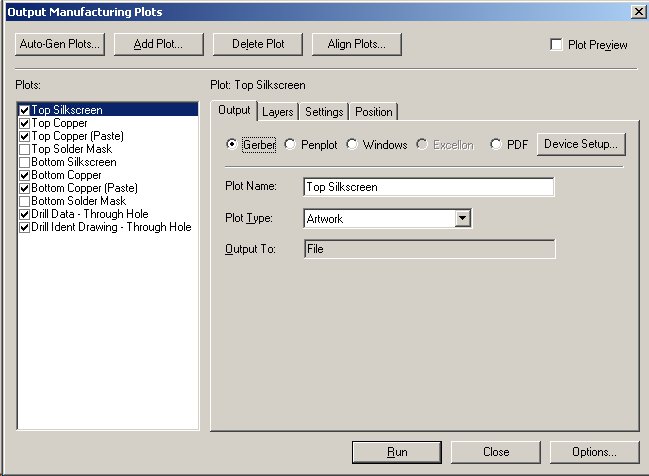 Output Manufacturing Plots
Auto-Gen Plots... Add Plot... Delete Plot Align Plots... Plot Preview
Plots: Plot: Top Silkscreen
Top Silkscreen
Top Copper
Top Copper (Paste)
Top Solder Mask
Bottom Silkscreen
Bottom Copper
Bottom Copper (Paste)
Bottom Solder Mask
Drill Data - Through Hole
Drill Ident Drawing - Through Hole
Output Layers Settings Position
Gerber Penplot Windows Excellon PDF Device Setup...
Plot Name: Top Silkscreen
Plot Type: Artwork
Output To: File
Run Close Options...